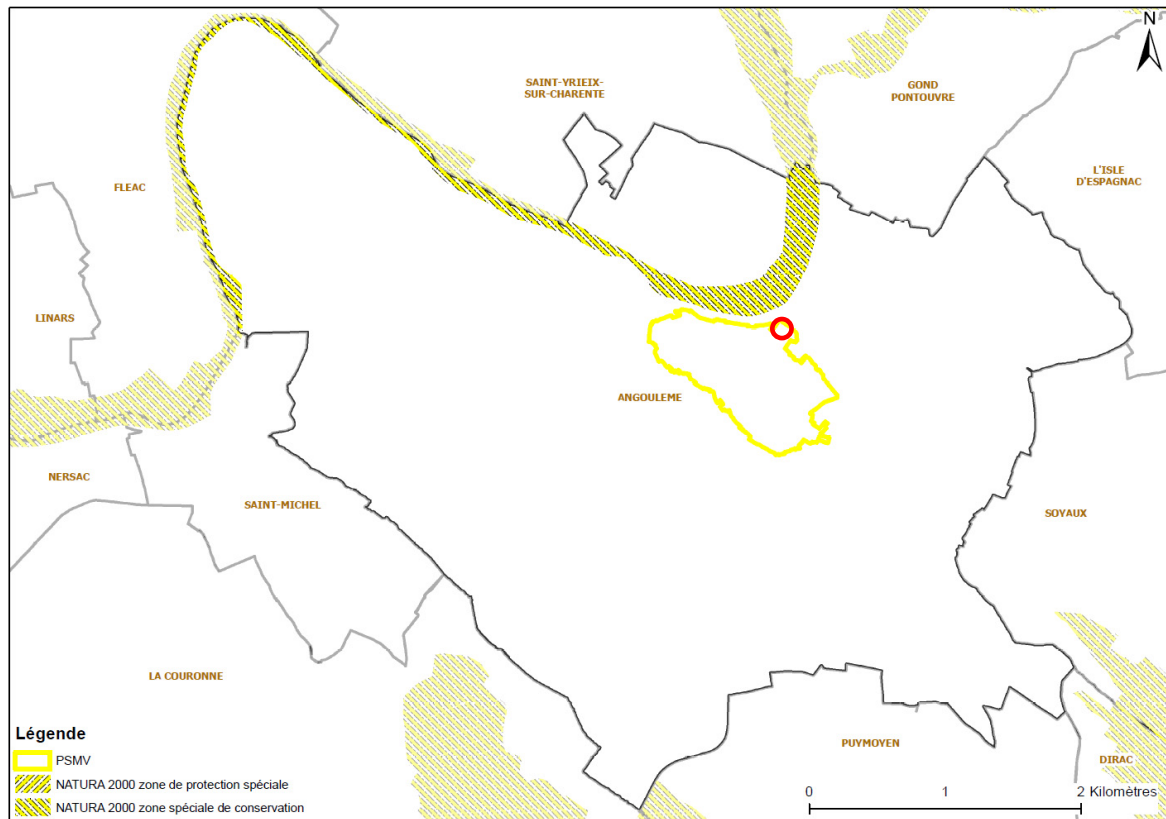 N
SAINT-YRIEIX-
SUR-CHARENTE
GOND
PONTOUVRE
L'ISLE
D'ESPAGNAC
FLEAC
LINARS
ANGOULEME
NERSAC
SAINT-MICHEL
SOYAUX
LA COURONNE
PUYMOYEN
DIRAC
Légende
PSMV
NATURA 2000 zone de protection spéciale
NATURA 2000 zone spéciale de conservation
0 1 2 Kilomètres